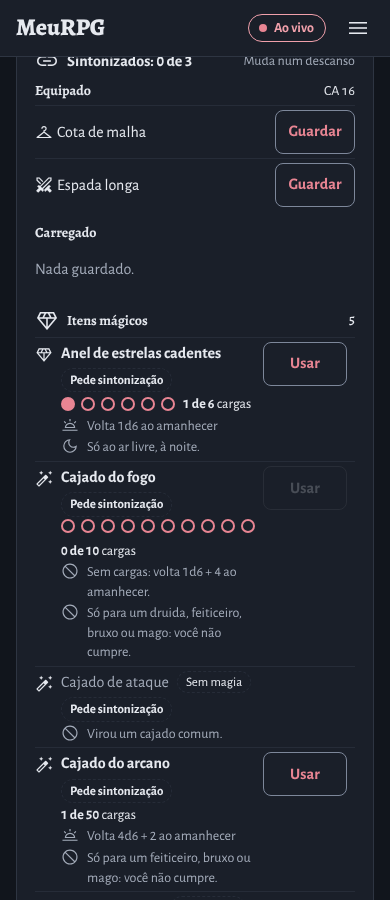 MeuRPG
Ao vivo
Sintonizados: 0 de 3
Muda num descanso
Equipado
CA 16
Cota de malha
Guardar
Espada longa
Guardar
Carregado
Nada guardado.
Itens mágicos
5
Anel de estrelas cadentes
Usar
Pede sintonização
1 de 6 cargas
Volta 1d6 ao amanhecer
Só ao ar livre, à noite.
Cajado do fogo
Usar
Pede sintonização
0 de 10 cargas
Sem cargas: volta 1d6 + 4 ao
amanhecer.
Só para um druida, feiticeiro,
bruxo ou mago: você não
cumpre.
Cajado de ataque
Sem magia
Pede sintonização
Virou um cajado comum.
Cajado do arcano
Usar
Pede sintonização
1 de 50 cargas
Volta 4d6 + 2 ao amanhecer
Só para um feiticeiro, bruxo ou
mago: você não cumpre.